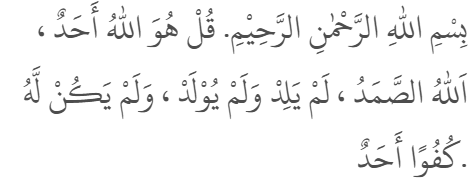 بِسْمِ اللهِ الرَّحْمٰنِ الرَّحِيْمِ. قُلْ هُوَ اللهُ أَحَدٌ ،
اَللهُ الصَّمَدُ ، لَمْ يَلِدْ وَلَمْ يُوْلَدْ ، وَلَمْ يَكُنْ لَّهُ
كُفُوًا أَحَدٌ.